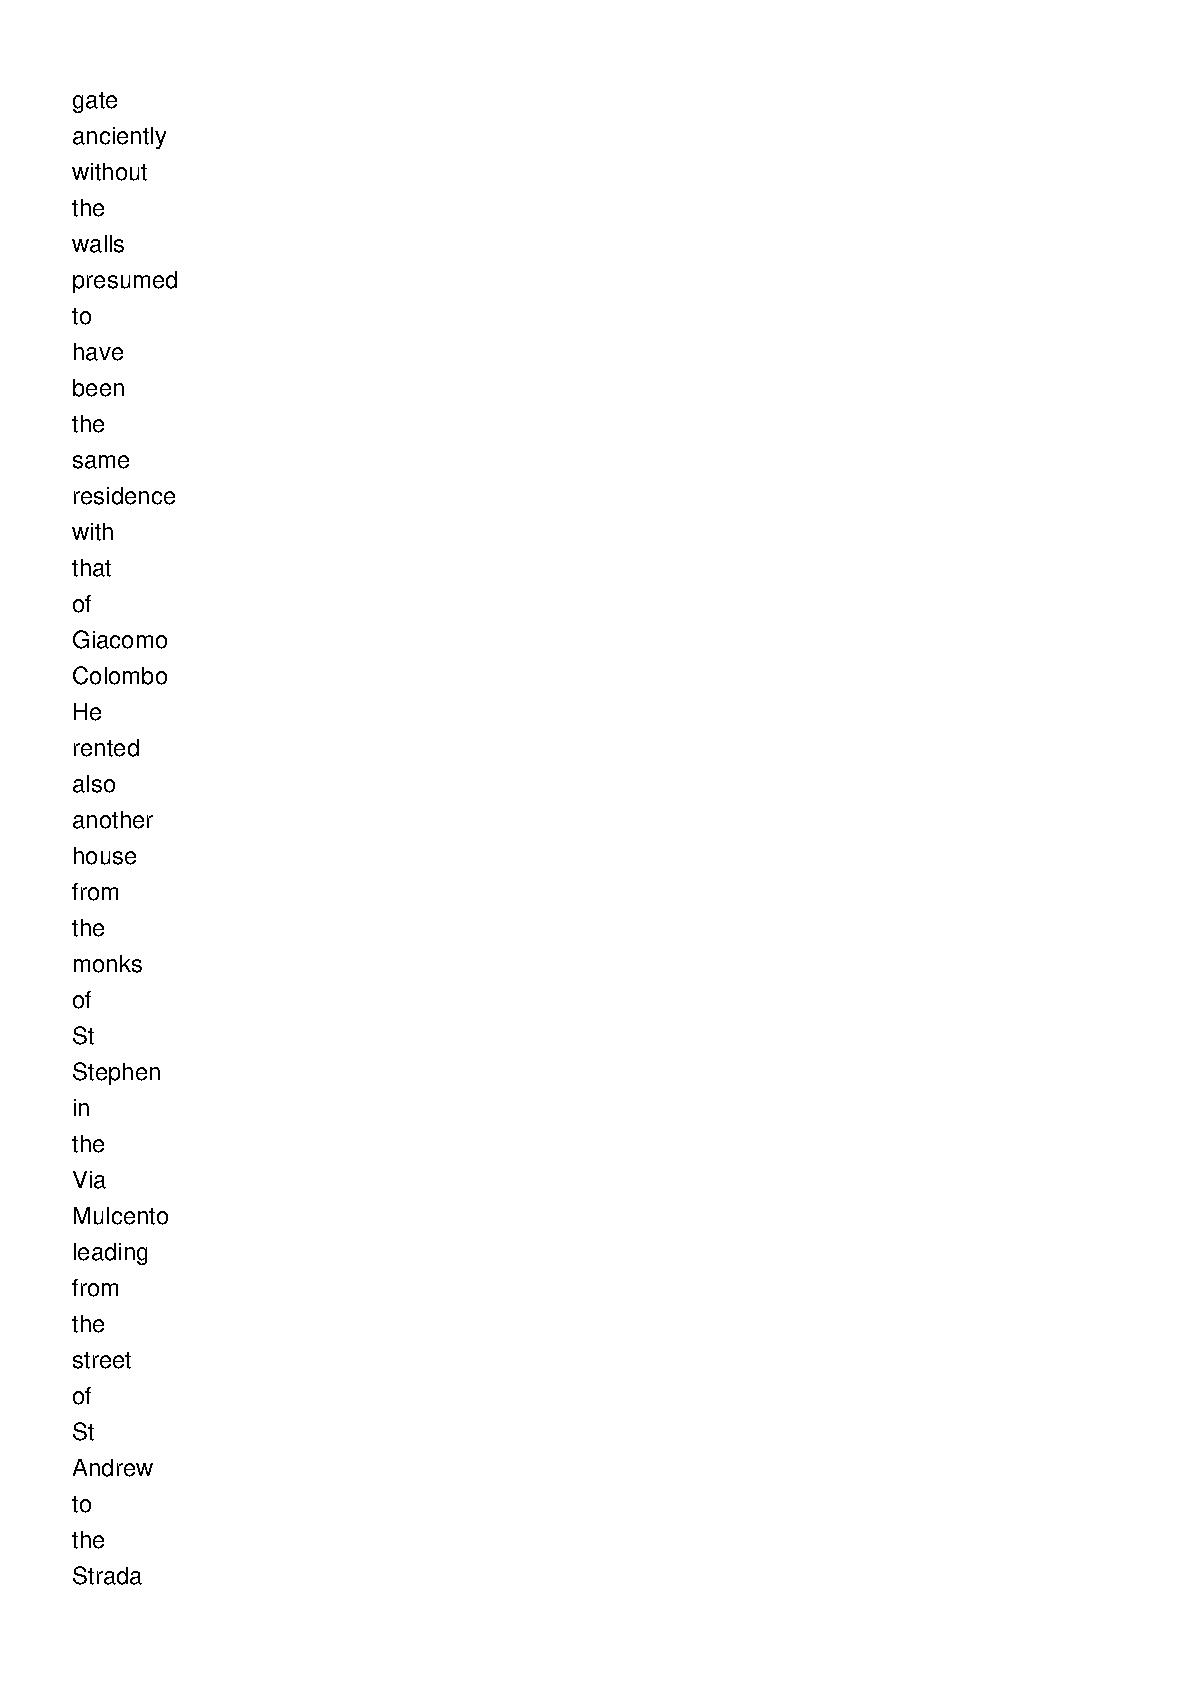 gate
anciently
without
the
walls
presumed
to
have
been
the
same
residence
with
that
of
Giacomo
Colombo
He
rented
also
another
house
from
the
monks
of
St
Stephen
in
the
Via
Mulcento
leading
from
the
street
of
St
Andrew
to
the
Strada